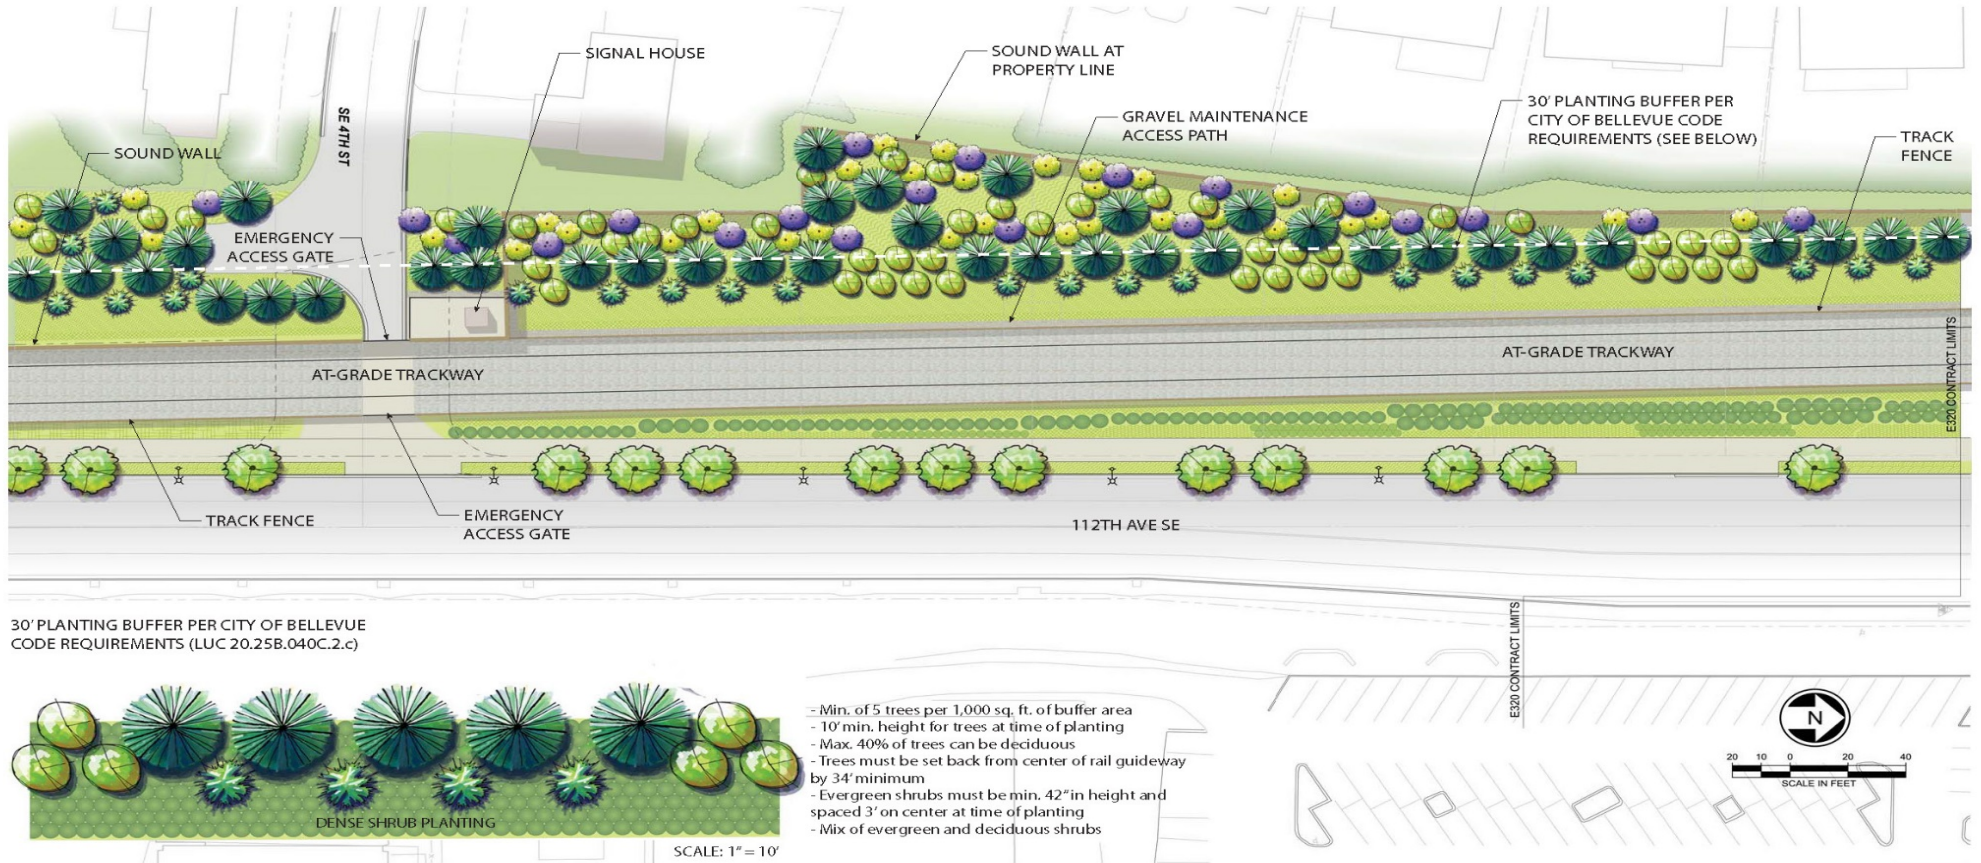 SIGNAL HOUSE
SOUND WALL AT
PROPERTY LINE
30' PLANTING BUFFER PER
CITY OF BELLEVUE CODE
REQUIREMENTS (SEE BELOW)
GRAVEL MAINTENANCE
ACCESS PATH
TRACK
FENCE
SE 4TH ST
SOUND WALL
EMERGENCY
ACCESS GATE
AT-GRADE TRACKWAY
AT-GRADE TRACKWAY
E320 CONTRACT LIMITS
TRACK FENCE
EMERGENCY
ACCESS GATE
112TH AVE SE
30' PLANTING BUFFER PER CITY OF BELLEVUE
CODE REQUIREMENTS (LUC 20.25B.040C.2.c)
DENSE SHRUB PLANTING
SCALE: 1" = 10'
- Min. of 5 trees per 1,000 sq. ft. of buffer area
- 10' min. height for trees at time of planting
- Max. 40% of trees can be deciduous
- Trees must be set back from center of rail guideway
by 34' minimum
- Evergreen shrubs must be min. 42" in height and
spaced 3' on center at time of planting
- Mix of evergreen and deciduous shrubs
E320 CONTRACT LIMITS
N
20 10 0 20 40
SCALE IN FEET